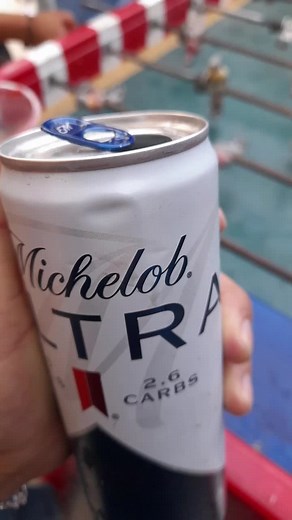 Michelob.
LTRA
®
2.6
CARBS